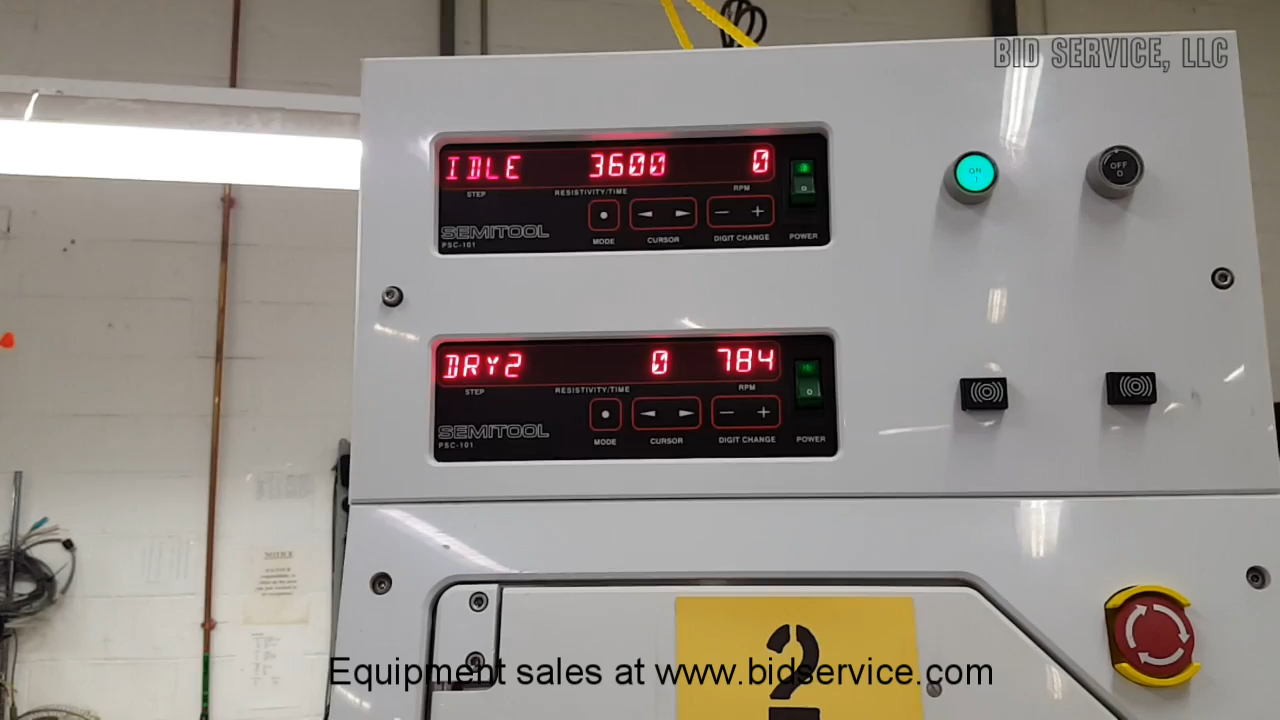 BID SERVICE, LLC
IDLE 3600 0
STEP RESISTIVITY/TIME RPM
ON
I
OFF
O
SEMITOOL
PSC-101
MODE CURSOR DIGIT CHANGE POWER
DRY2 0 784
STEP RESISTIVITY/TIME RPM
SEMITOOL
PSC-101
MODE CURSOR DIGIT CHANGE POWER
NOTICE
?
Equipment sales at www.bidservice.com